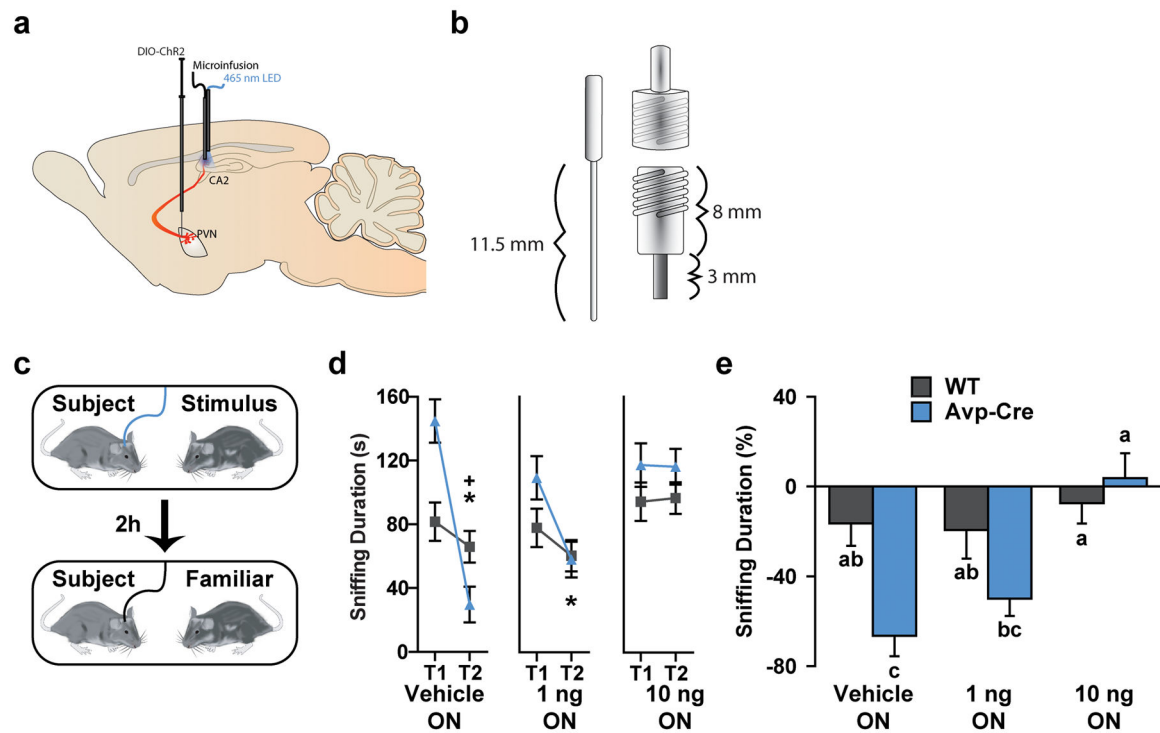 a
DIO-ChR2
Microinfusion
465 nm LED
CA2
PVN
b
11.5 mm
8 mm
3 mm
c
Subject Stimulus
2h
Subject Familiar
d
Sniffing Duration (s)
160
120
80
40
0
+
*
*
T1 T2 T1 T2 T1 T2
Vehicle 1 ng 10 ng
ON ON ON
e
WT
Avp-Cre
Sniffing Duration (%)
40
0
-40
-80
ab c ab bc a a
Vehicle 1 ng 10 ng
ON ON ON